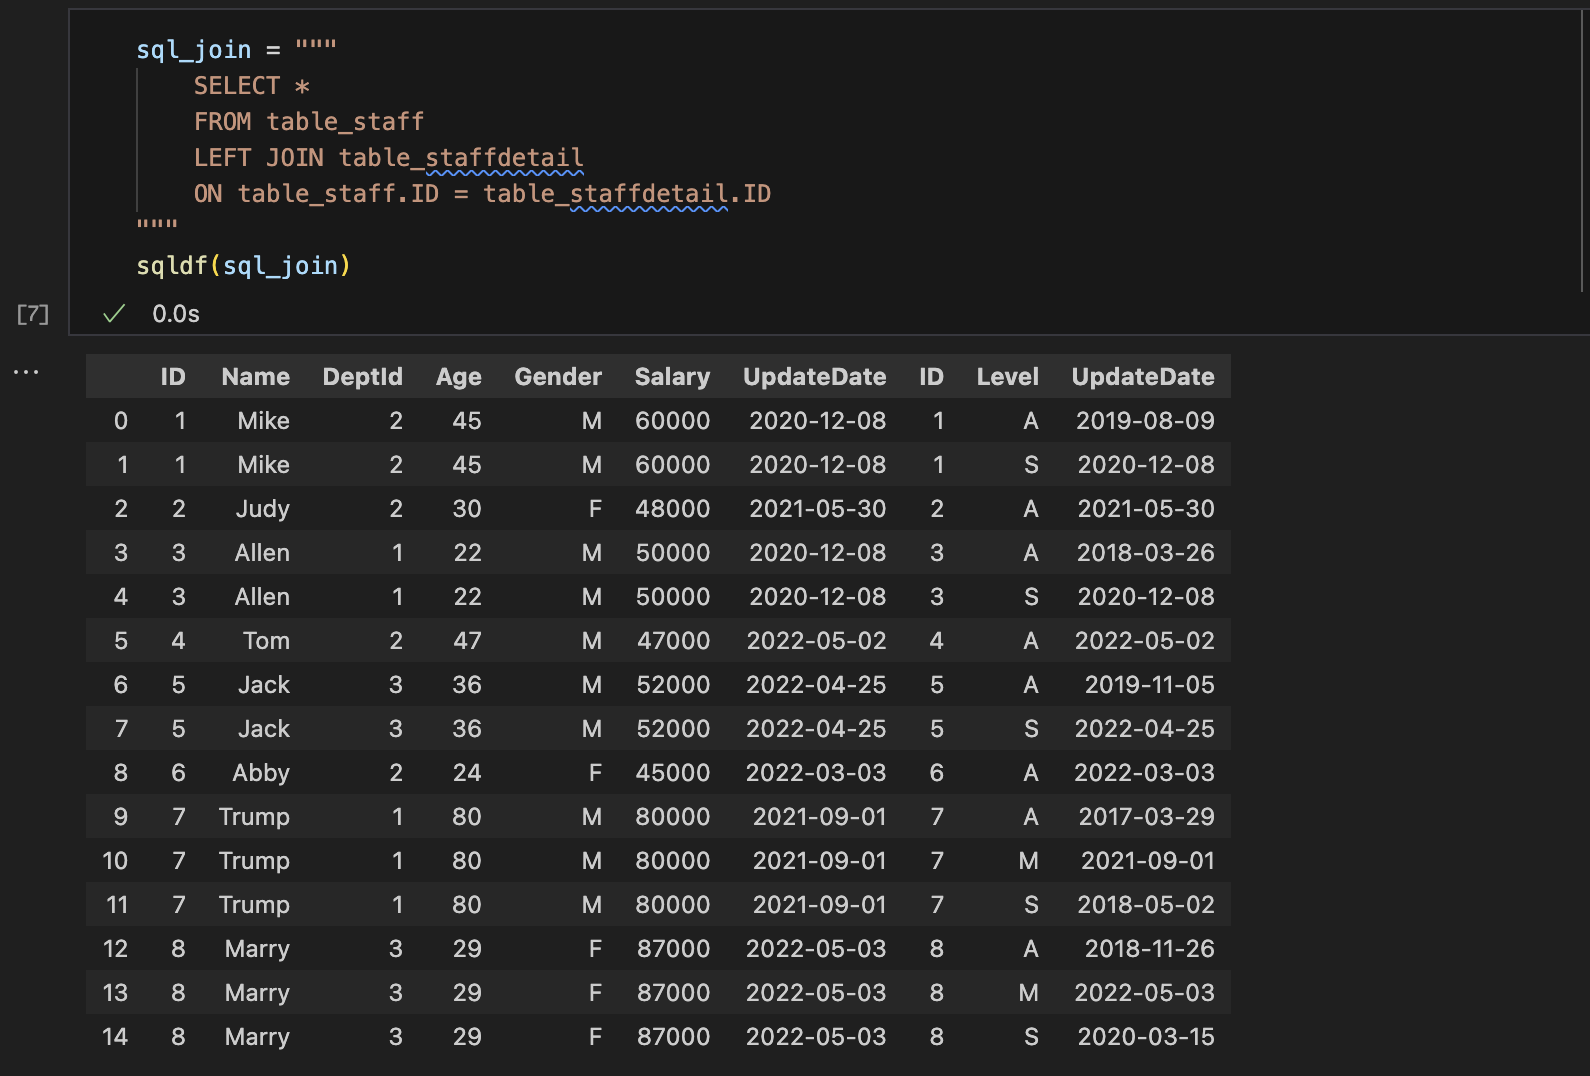 sql_join = """
SELECT *
FROM table_staff
LEFT JOIN table_staffdetail
ON table_staff.ID = table_staffdetail.ID
"""
sqldf(sql_join)
[7] ✓ 0.0s
...
ID Name DeptId Age Gender Salary UpdateDate ID Level UpdateDate
0 1 Mike 2 45 M 60000 2020-12-08 1 A 2019-08-09
1 1 Mike 2 45 M 60000 2020-12-08 1 S 2020-12-08
2 2 Judy 2 30 F 48000 2021-05-30 2 A 2021-05-30
3 3 Allen 1 22 M 50000 2020-12-08 3 A 2018-03-26
4 3 Allen 1 22 M 50000 2020-12-08 3 S 2020-12-08
5 4 Tom 2 47 M 47000 2022-05-02 4 A 2022-05-02
6 5 Jack 3 36 M 52000 2022-04-25 5 A 2019-11-05
7 5 Jack 3 36 M 52000 2022-04-25 5 S 2022-04-25
8 6 Abby 2 24 F 45000 2022-03-03 6 A 2022-03-03
9 7 Trump 1 80 M 80000 2021-09-01 7 A 2017-03-29
10 7 Trump 1 80 M 80000 2021-09-01 7 M 2021-09-01
11 7 Trump 1 80 M 80000 2021-09-01 7 S 2018-05-02
12 8 Marry 3 29 F 87000 2022-05-03 8 A 2018-11-26
13 8 Marry 3 29 F 87000 2022-05-03 8 M 2022-05-03
14 8 Marry 3 29 F 87000 2022-05-03 8 S 2020-03-15